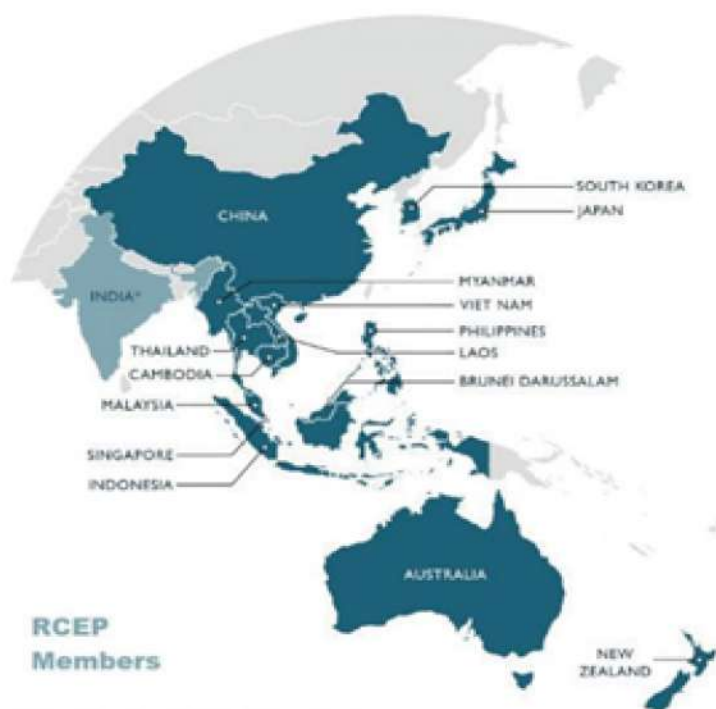 SOUTH KOREA
JAPAN
CHINA
MYANMAR
INDIA*
VIET NAM
PHILIPPINES
THAILAND
LAOS
CAMBODIA
BRUNEI DARUSSALAM
MALAYSIA
SINGAPORE
INDONESIA
AUSTRALIA
RCEP
Members
NEW
ZEALAND